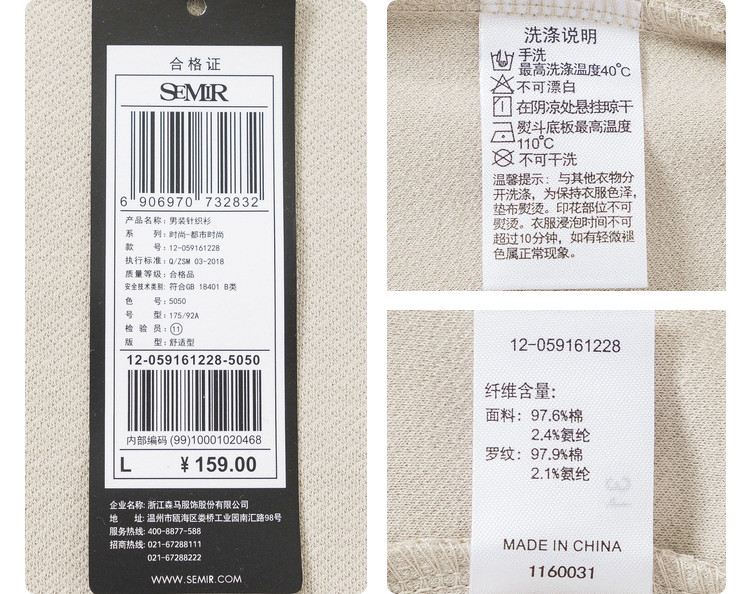 合格证
SEMIR
6 906970 732832
产品名称: 男装针织衫
系 列: 时尚-都市时尚
款 号: 12-059161228
执行标准: Q/ZSM 03-2018
质量等级: 合格品
安全技术类别: 符合GB 18401 B类
色 号: 5050
号 型: 175/92A
检 验 员: ⑪
版 型: 舒适型
12-059161228-5050
内部编码 (99)10001020468
L ¥ 159.00
企业名称: 浙江森马服饰股份有限公司
地 址: 温州市瓯海区娄桥工业园南汇路98号
服务热线: 400-8877-588
招商热线: 021-67288111
021-67288222
WWW.SEMIR.COM
洗涤说明
手洗
最高洗涤温度40℃
不可漂白
在阴凉处悬挂晾干
熨斗底板最高温度
110℃
不可干洗
温馨提示: 与其他衣物分
开洗涤, 为保持衣服色泽,
垫布熨烫。印花部位不可
熨烫。衣服浸泡时间不可
超过10分钟, 如有轻微褪
色属正常现象。
12-059161228
纤维含量:
面料: 97.6%棉
2.4%氨纶
罗纹: 97.9%棉
2.1%氨纶
31
MADE IN CHINA
1160031